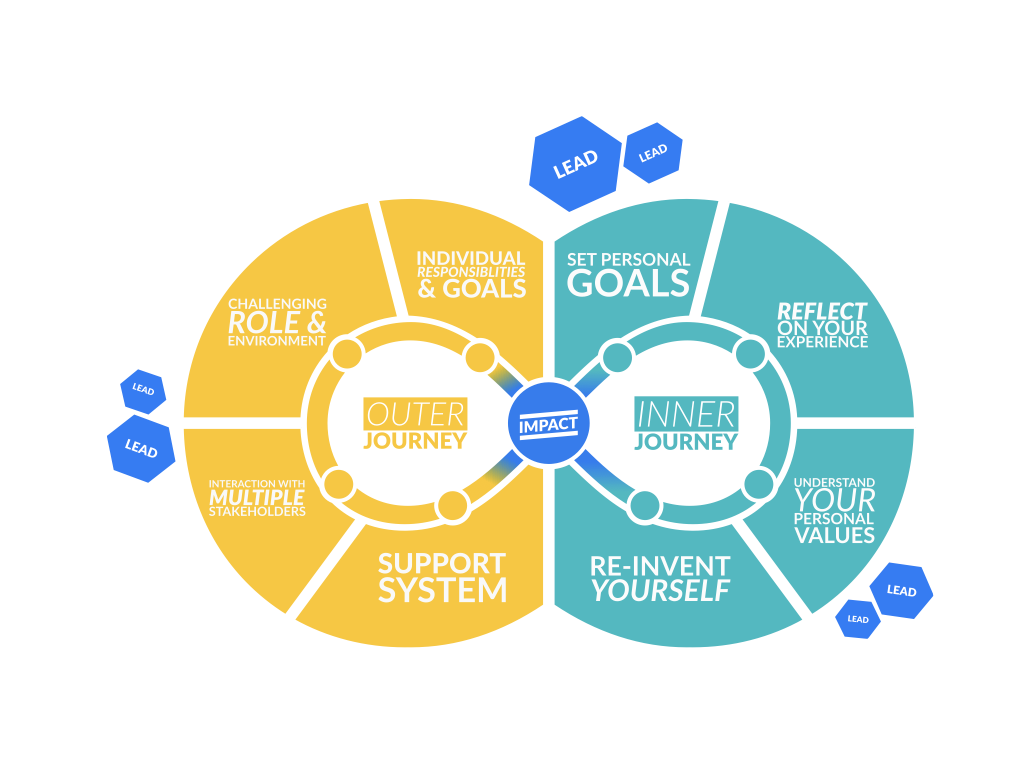 LEAD
LEAD
INDIVIDUAL
RESPONSIBLITIES
& GOALS
SET PERSONAL
GOALS
CHALLENGING
ROLE &
ENVIRONMENT
REFLECT
ON YOUR
EXPERIENCE
LEAD
LEAD
OUTER
JOURNEY
IMPACT
INNER
JOURNEY
INTERACTION WITH
MULTIPLE
STAKEHOLDERS
UNDERSTAND
YOUR
PERSONAL
VALUES
SUPPORT
SYSTEM
RE-INVENT
YOURSELF
LEAD
LEAD